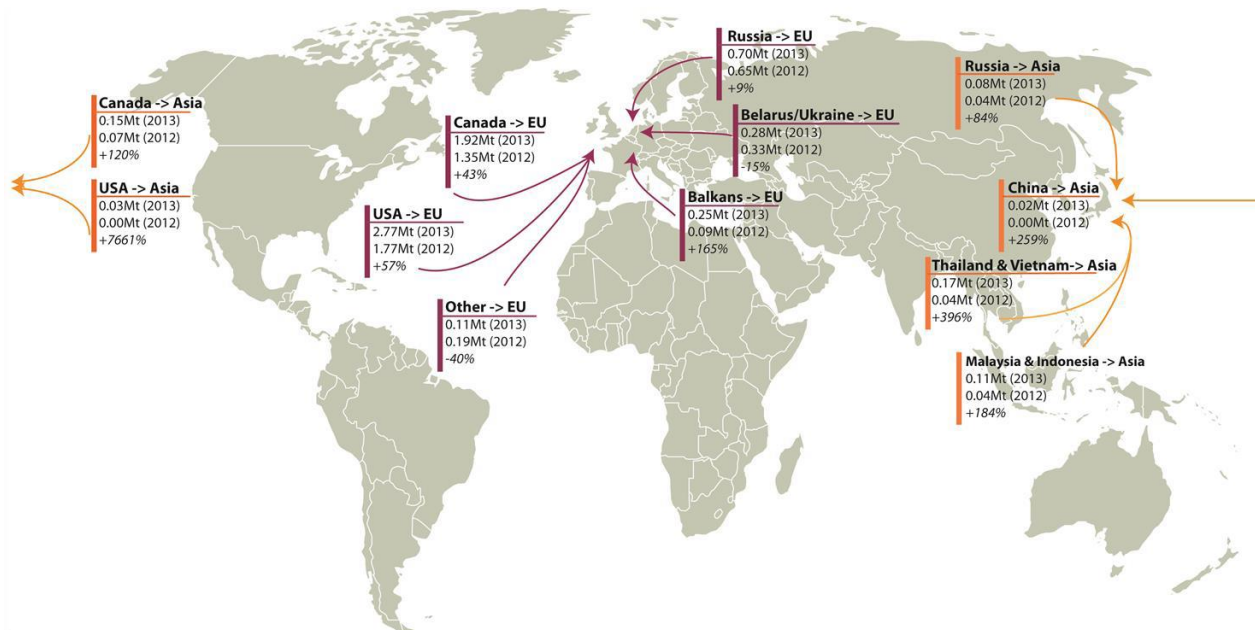 Russia -> EU
0.70Mt (2013)
0.65Mt (2012)
+9%
Russia -> Asia
0.08Mt (2013)
0.04Mt (2012)
+84%
Canada -> Asia
0.15Mt (2013)
0.07Mt (2012)
+120%
Canada -> EU
1.92Mt (2013)
1.35Mt (2012)
+43%
Belarus/Ukraine -> EU
0.28Mt (2013)
0.33Mt (2012)
-15%
USA -> Asia
0.03Mt (2013)
0.00Mt (2012)
+7661%
USA -> EU
2.77Mt (2013)
1.77Mt (2012)
+57%
Balkans -> EU
0.25Mt (2013)
0.09Mt (2012)
+165%
China -> Asia
0.02Mt (2013)
0.00Mt (2012)
+259%
Thailand & Vietnam-> Asia
0.17Mt (2013)
0.04Mt (2012)
+396%
Other -> EU
0.11Mt (2013)
0.19Mt (2012)
-40%
Malaysia & Indonesia -> Asia
0.11Mt (2013)
0.04Mt (2012)
+184%